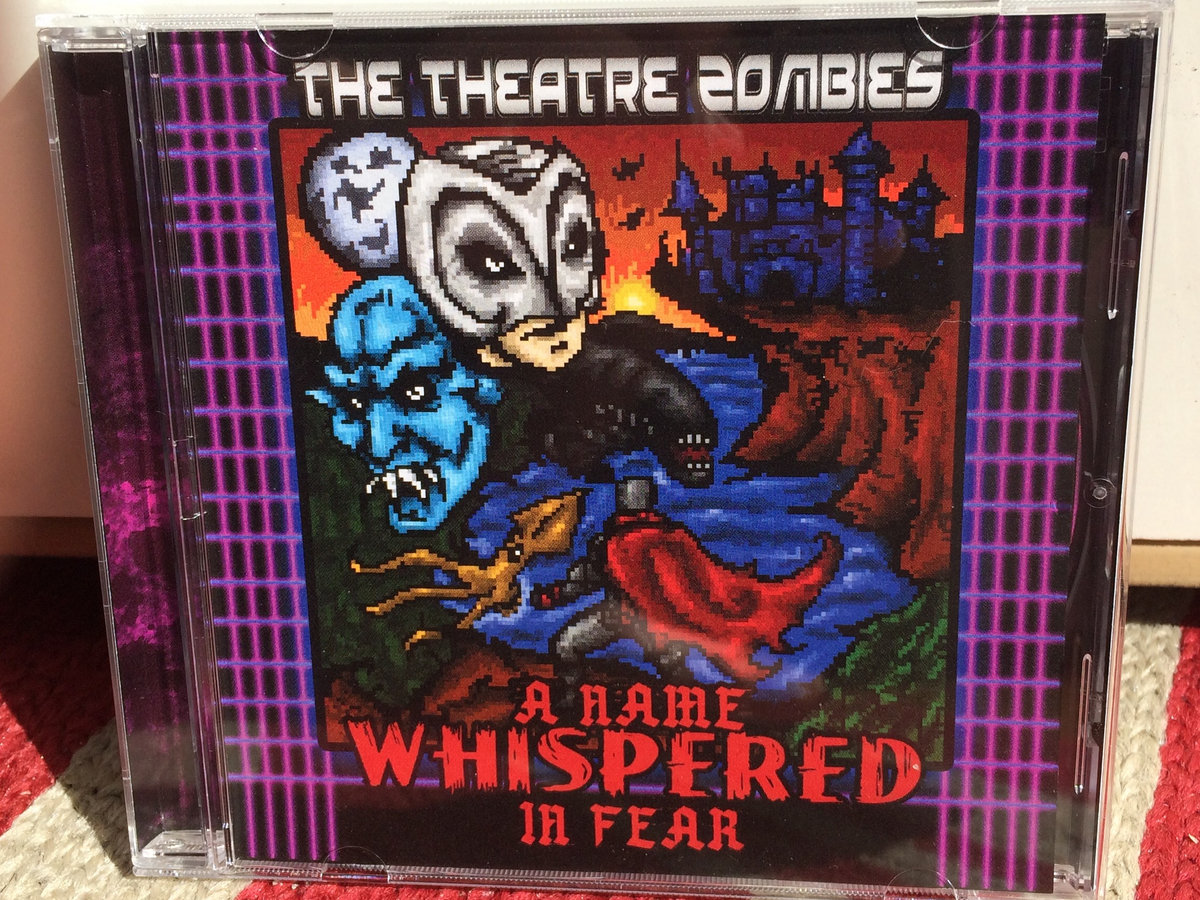 THE THEATRE ZOMBIES
A NAME
WHISPERED
IN FEAR